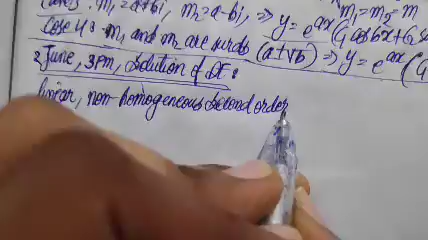 m₁ = a+bi, m₂ = a-bi, ⇒ y = e^{ax} (C₁ cos bx + C₂ m₁ = m₂ = m
Case 4: m₁ and m₂ are surds (a±√b) ⇒ y = e^{ax} (C₁
2 June, 3PM, Solution of DE:
linear, non-homogeneous Second order